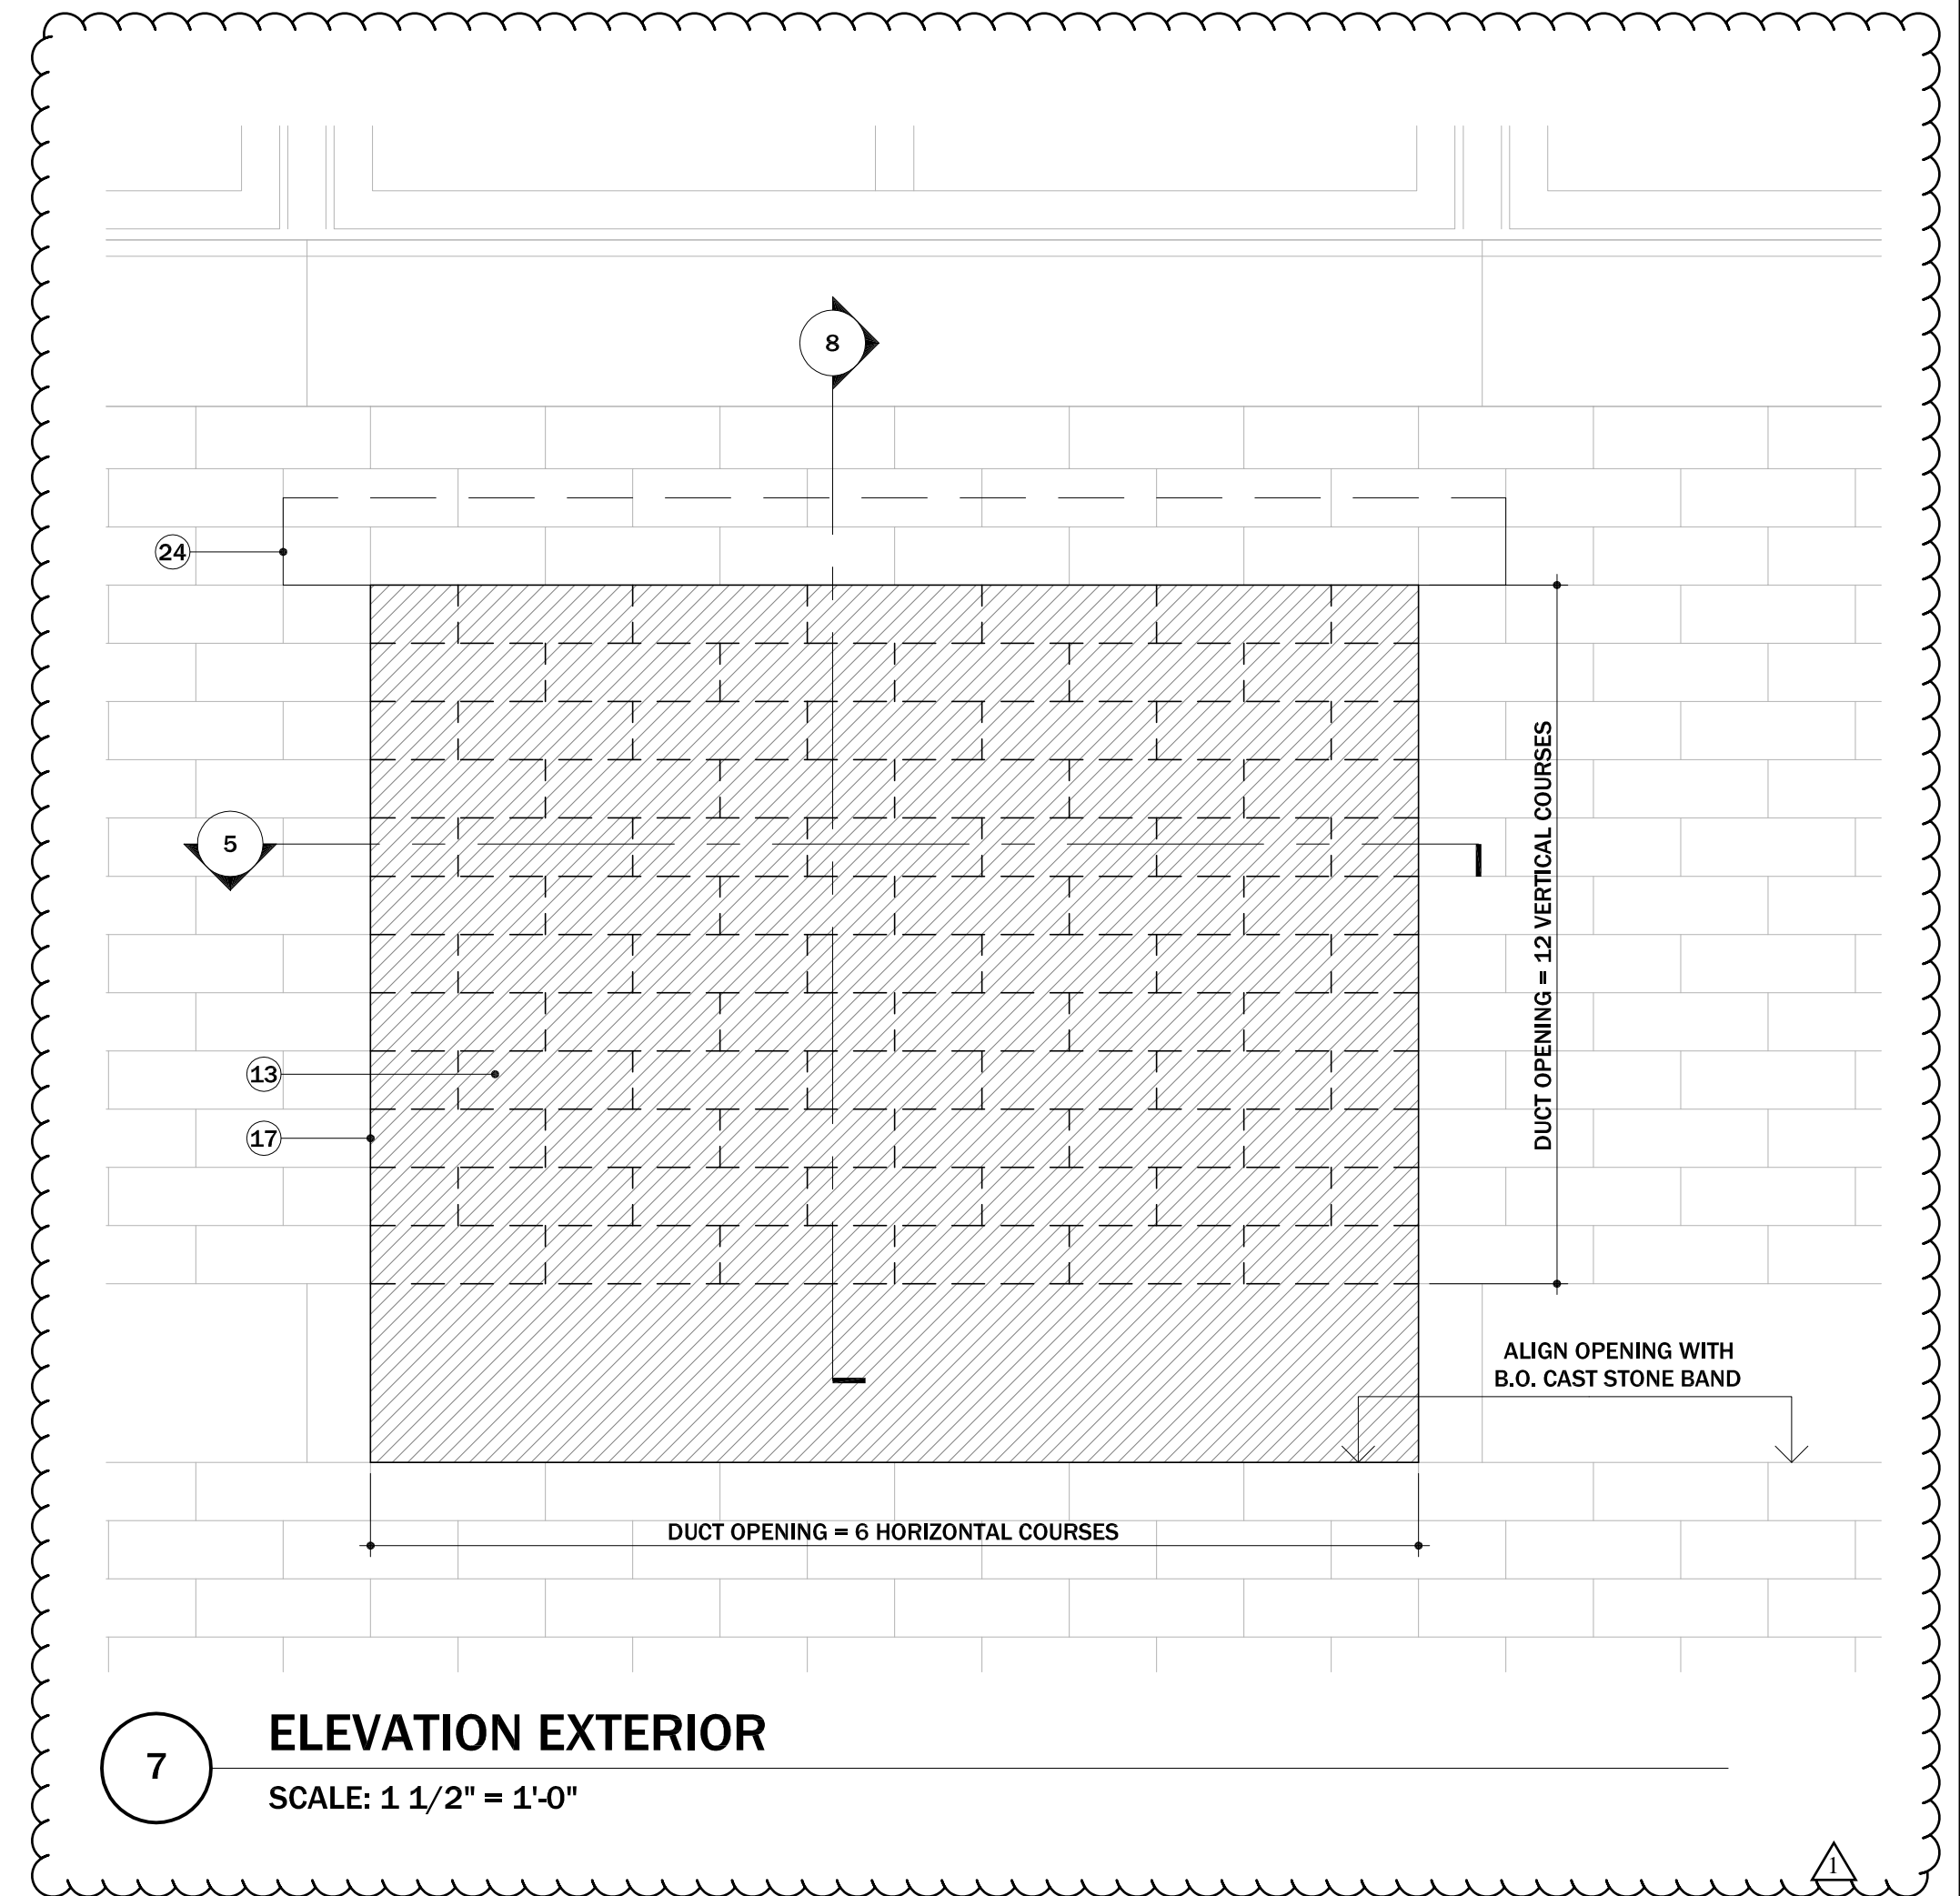 8
24
5
DUCT OPENING = 12 VERTICAL COURSES
13
17
ALIGN OPENING WITH
B.O. CAST STONE BAND
DUCT OPENING = 6 HORIZONTAL COURSES
7
ELEVATION EXTERIOR
SCALE: 1 1/2" = 1'-0"
1